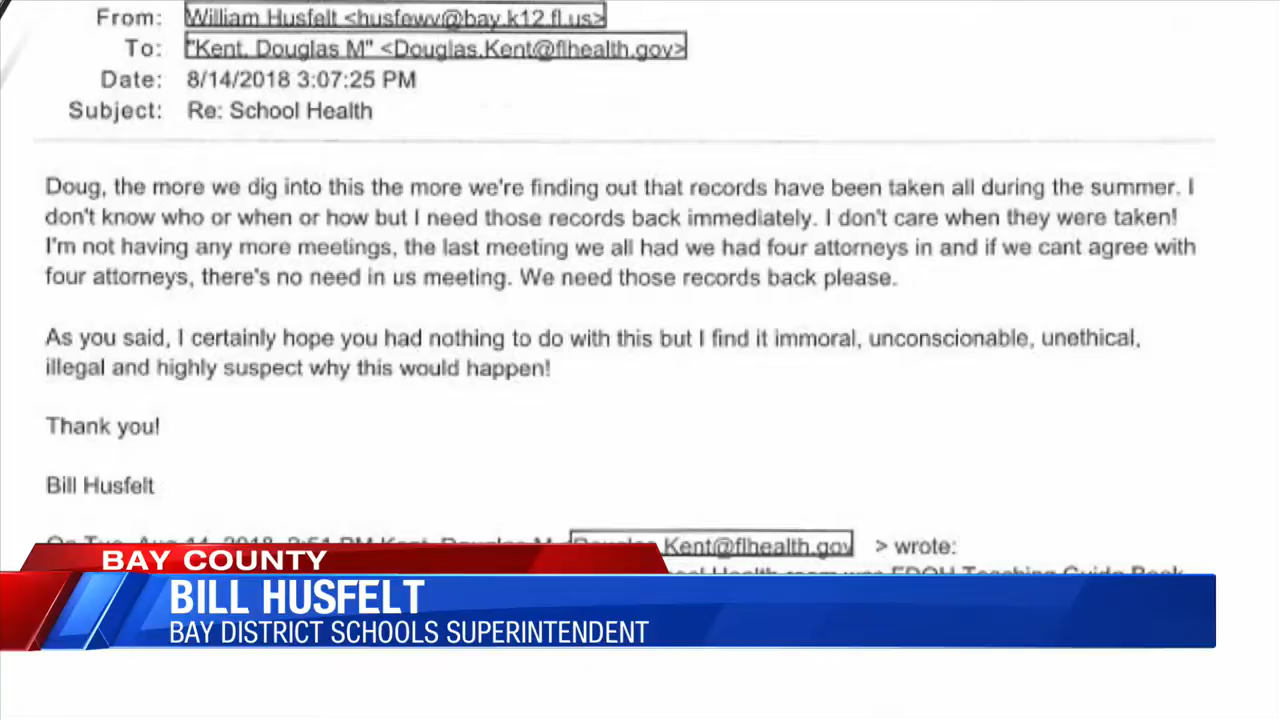 From: William Husfelt <husfewv@bay.k12.fl.us>
To: "Kent, Douglas M" <Douglas.Kent@flhealth.gov>
Date: 8/14/2018 3:07:25 PM
Subject: Re: School Health
Doug, the more we dig into this the more we're finding out that records have been taken all during the summer. I
don't know who or when or how but I need those records back immediately. I don't care when they were taken!
I'm not having any more meetings, the last meeting we all had we had four attorneys in and if we cant agree with
four attorneys, there's no need in us meeting. We need those records back please.
As you said, I certainly hope you had nothing to do with this but I find it immoral, unconscionable, unethical,
illegal and highly suspect why this would happen!
Thank you!
Bill Husfelt
Kent@flhealth.gov > wrote:
BAY COUNTY
BILL HUSFELT
BAY DISTRICT SCHOOLS SUPERINTENDENT